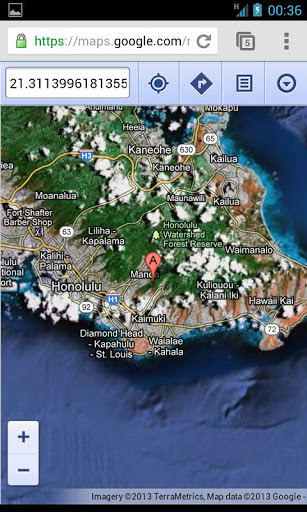 00:36
https://maps.google.com/
5
21.3113996181355
Ahuimanu
Mokapu
Heeia
Kaneohe
630
65
Kailua
H3
Kaneohe
Kailua
Moanalua
Maunawili
Fort Shafter
Barber Shop
63
Liliha -
Kapalama
Honolulu
Watershed
Forest Reserve
Waimanalo
Kalihi -
Palama
A
Manoa
Honolulu
H1
92
Kuliouou -
Kalani Iki
Hawaii Kai
Kaimuki
72
Diamond Head
- Kapahulu
- St. Louis
Waialae
- Kahala
+
−
Imagery ©2013 TerraMetrics, Map data ©2013 Google -